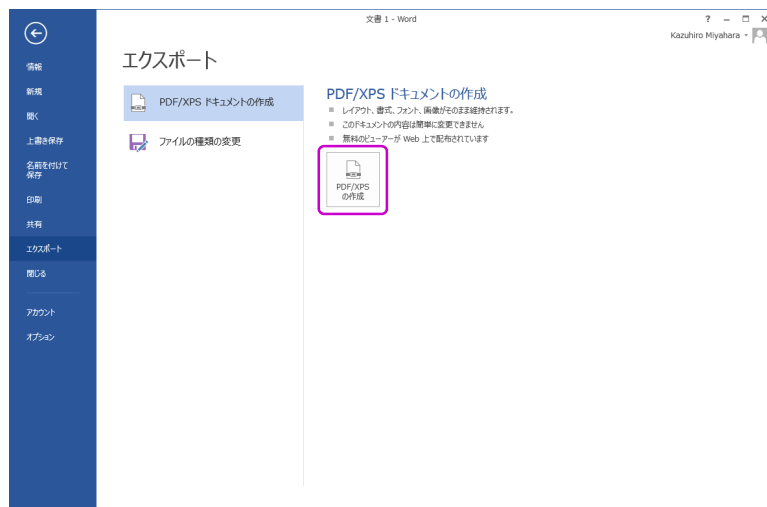 文書 1 - Word
?
Kazuhiro Miyahara
情報
新規
開く
上書き保存
名前を付けて
保存
印刷
共有
エクスポート
閉じる
アカウント
オプション
エクスポート
PDF/XPS ドキュメントの作成
ファイルの種類の変更
PDF/XPS ドキュメントの作成
レイアウト、書式、フォント、画像がそのまま維持されます。
このドキュメントの内容は簡単に変更できません
無料のビューアーが Web 上で配布されています
PDF/XPS
の作成